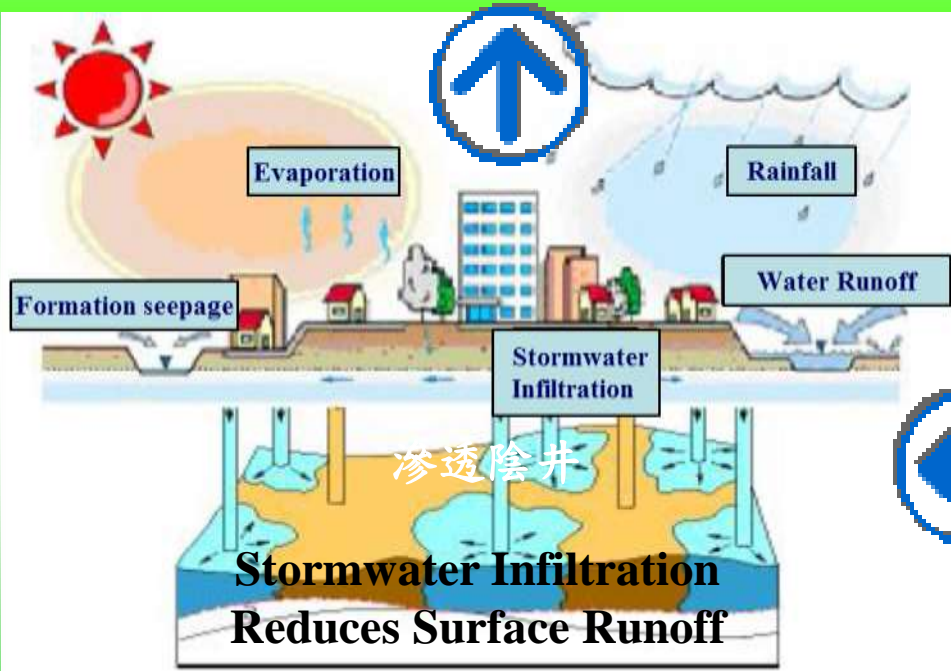 Evaporation
Rainfall
Water Runoff
Formation seepage
Stormwater
Infiltration
滲透陰井
Stormwater Infiltration
Reduces Surface Runoff